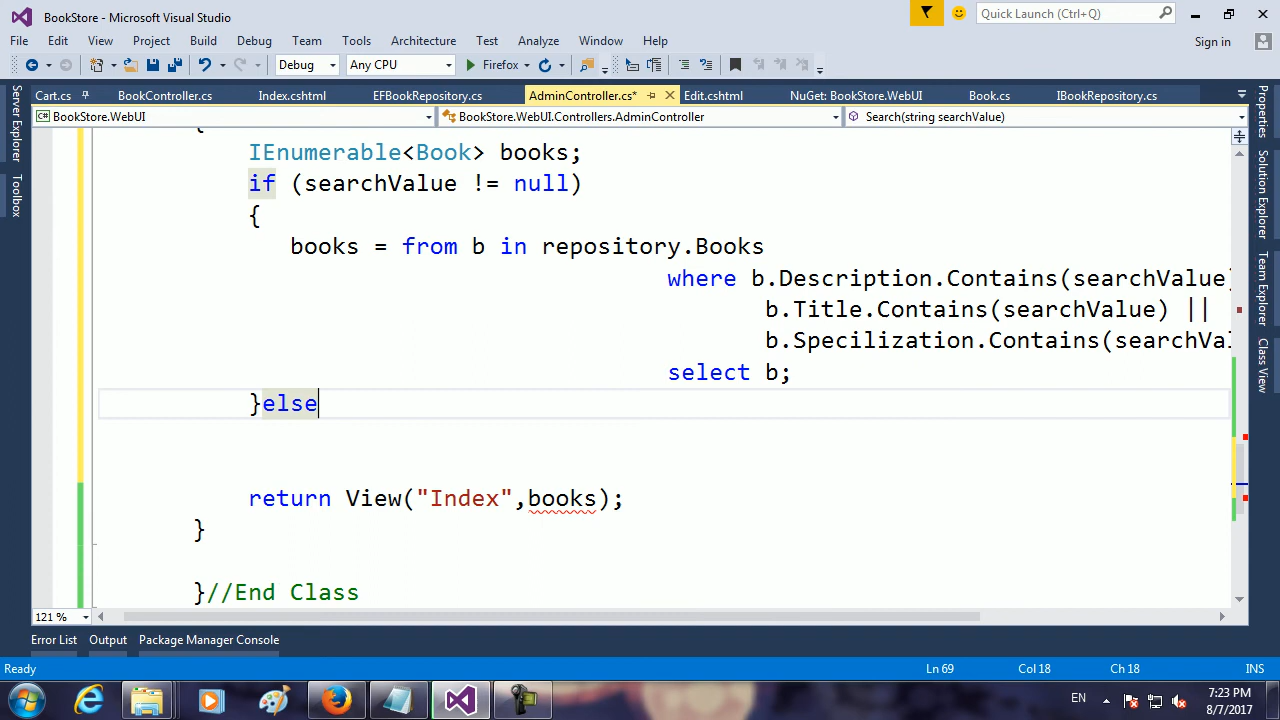 BookStore - Microsoft Visual Studio
Quick Launch (Ctrl+Q)
File Edit View Project Build Debug Team Tools Architecture Test Analyze Window Help
Sign in
Debug Any CPU Firefox
Cart.cs BookController.cs Index.cshtml EFBookRepository.cs AdminController.cs* Edit.cshtml NuGet: BookStore.WebUI Book.cs IBookRepository.cs
BookStore.WebUI BookStore.WebUI.Controllers.AdminController Search(string searchValue)
Server Explorer
Toolbox
{
IEnumerable<Book> books;
if (searchValue != null)
{
books = from b in repository.Books
where b.Description.Contains(searchValue)
b.Title.Contains(searchValue) ||
b.Specilization.Contains(searchVal
select b;
}else
return View("Index",books);
}
}//End Class
Properties
Solution Explorer
Team Explorer
Class View
121 %
Error List Output Package Manager Console
Ready Ln 69 Col 18 Ch 18 INS
EN 7:23 PM
8/7/2017